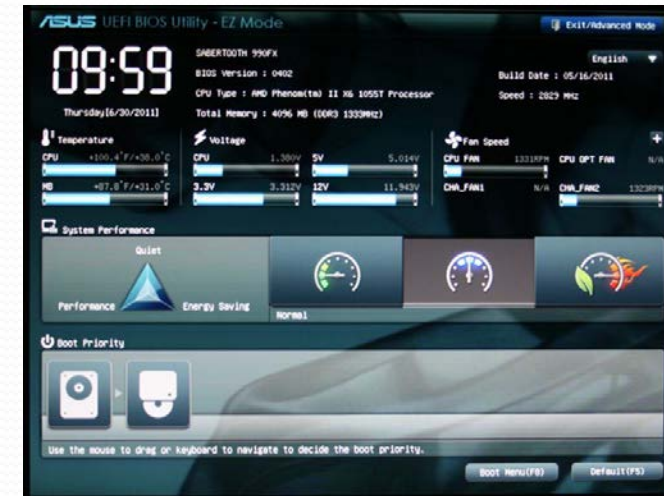 ASUS UEFI BIOS Utility - EZ Mode
Exit/Advanced Mode
09:59
Thursday[6/30/2011]
SABERTOOTH 990FX
BIOS Version : 0402
CPU Type : AMD Phenom(tm) II X6 1055T Processor
Total Memory : 4096 MB (DDR3 1333MHz)
English
Build Date : 05/16/2011
Speed : 2829 MHz
Temperature
CPU +100.4°F/+38.0°C
MB +87.8°F/+31.0°C
Voltage
CPU 1.380V 5V 5.014V
3.3V 3.312V 12V 11.943V
Fan Speed
CPU FAN 1331RPM CPU OPT FAN N/A
CHA_FAN1 N/A CHA_FAN2 1323RPM
System Performance
Quiet
Performance Energy Saving
Normal
Boot Priority
Use the mouse to drag or keyboard to navigate to decide the boot priority.
Boot Menu(F8) Default(F5)